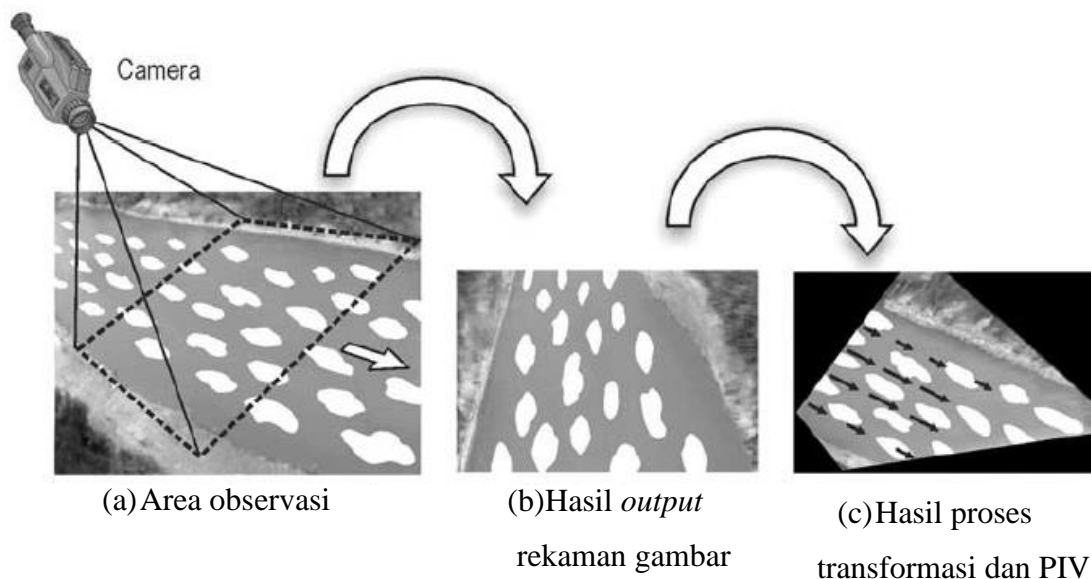 Camera
(a) Area observasi
(b) Hasil output
rekaman gambar
(c) Hasil proses
transformasi dan PIV